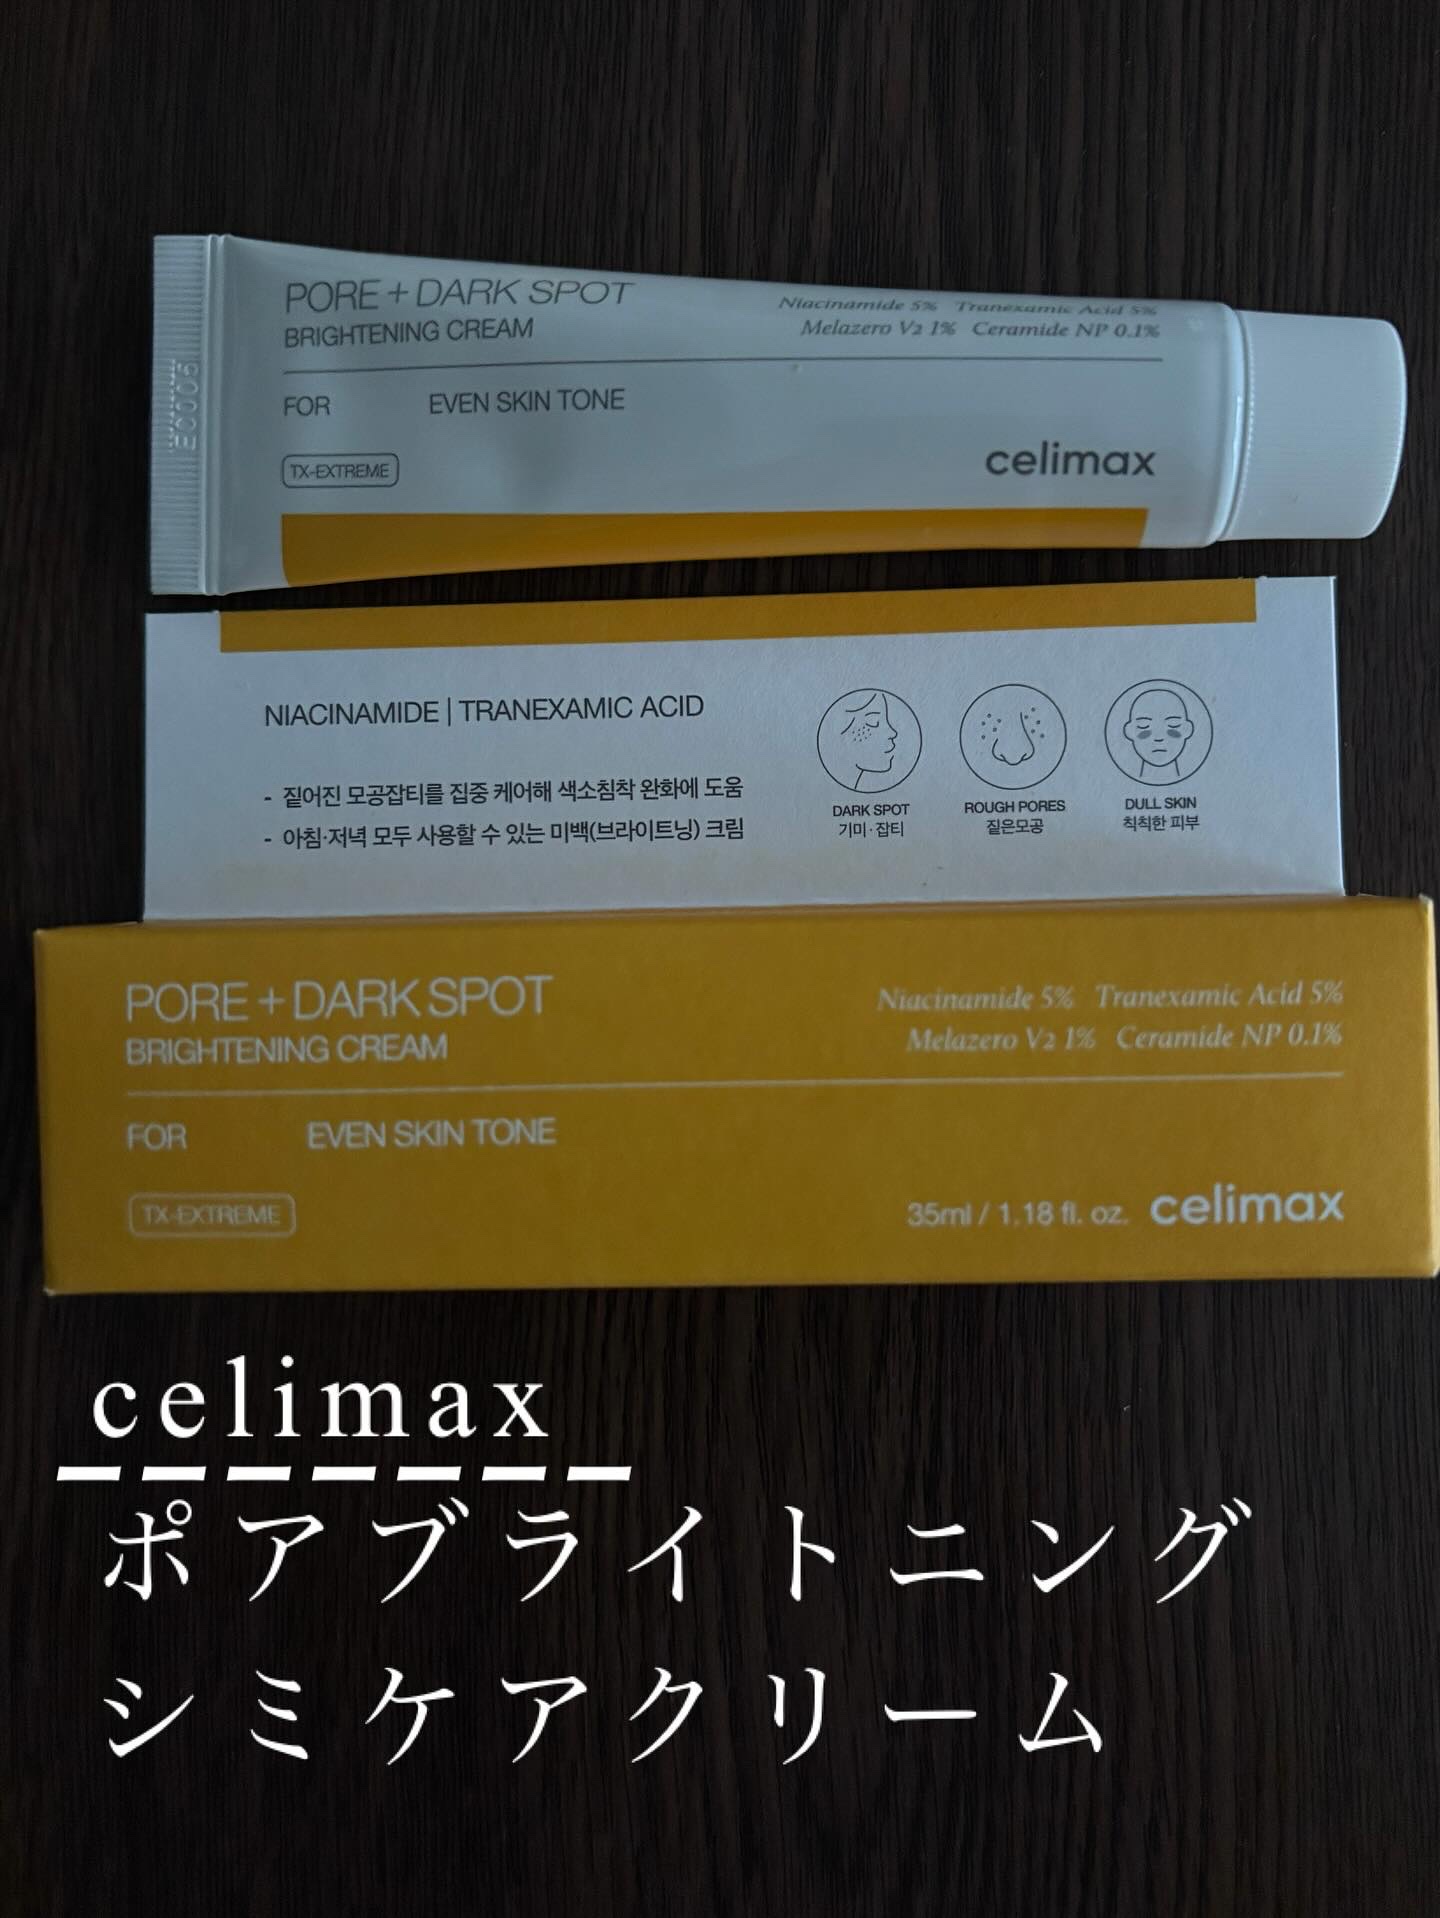 PORE + DARK SPOT
BRIGHTENING CREAM
Niacinamide 5% Tranexamic Acid 5%
Melazero V2 1% Ceramide NP 0.1%
FOR EVEN SKIN TONE
TX-EXTREME
celimax
EC005
NIACINAMIDE | TRANEXAMIC ACID
- 짙어진 모공잡티를 집중 케어해 색소침착 완화에 도움
- 아침·저녁 모두 사용할 수 있는 미백(브라이트닝) 크림
DARK SPOT
기미·잡티
ROUGH PORES
짙은모공
DULL SKIN
칙칙한 피부
PORE + DARK SPOT
BRIGHTENING CREAM
Niacinamide 5% Tranexamic Acid 5%
Melazero V2 1% Ceramide NP 0.1%
FOR EVEN SKIN TONE
TX-EXTREME
35ml / 1.18 fl. oz. celimax
celimax
ポアブライトニング
シミケアクリーム